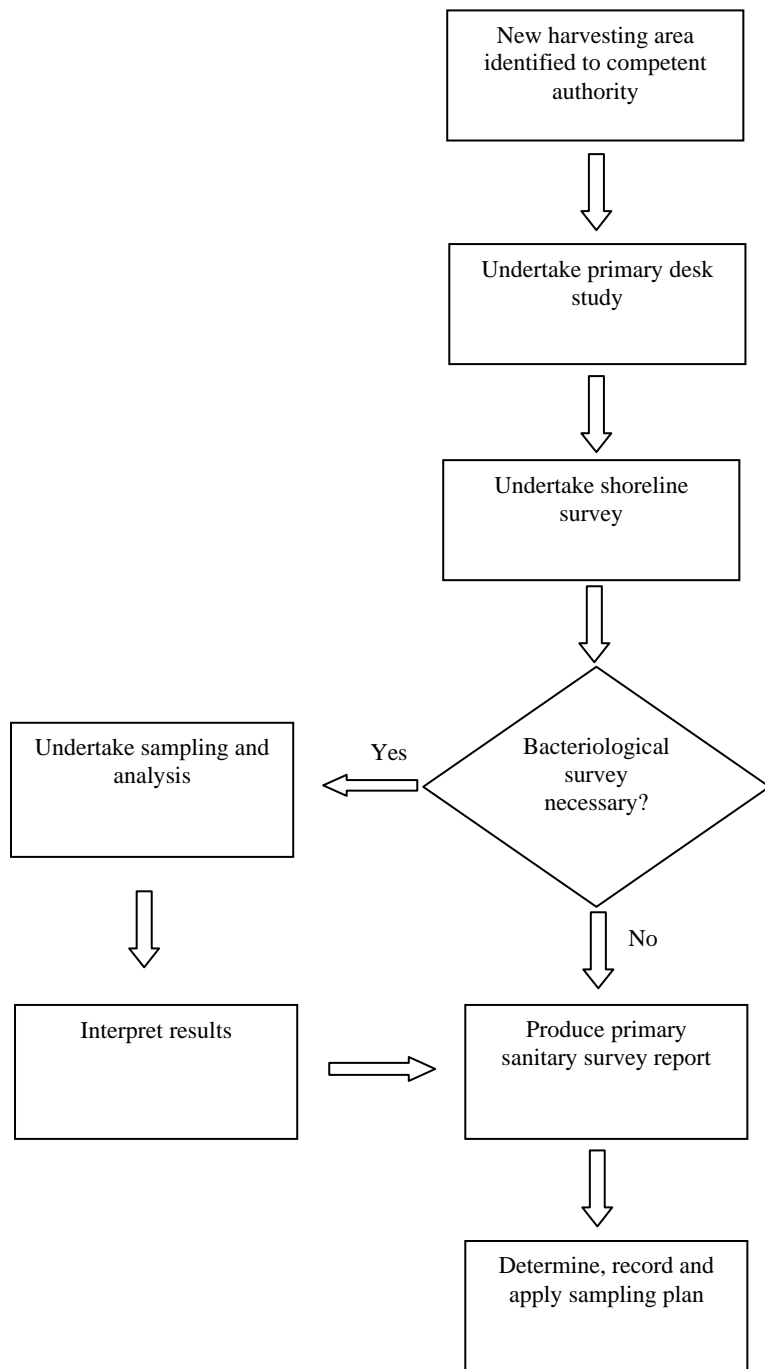 New harvesting area
identified to competent
authority
Undertake primary desk
study
Undertake shoreline
survey
Bacteriological
survey
necessary?
Yes
Undertake sampling and
analysis
No
Interpret results
Produce primary
sanitary survey report
Determine, record and
apply sampling plan